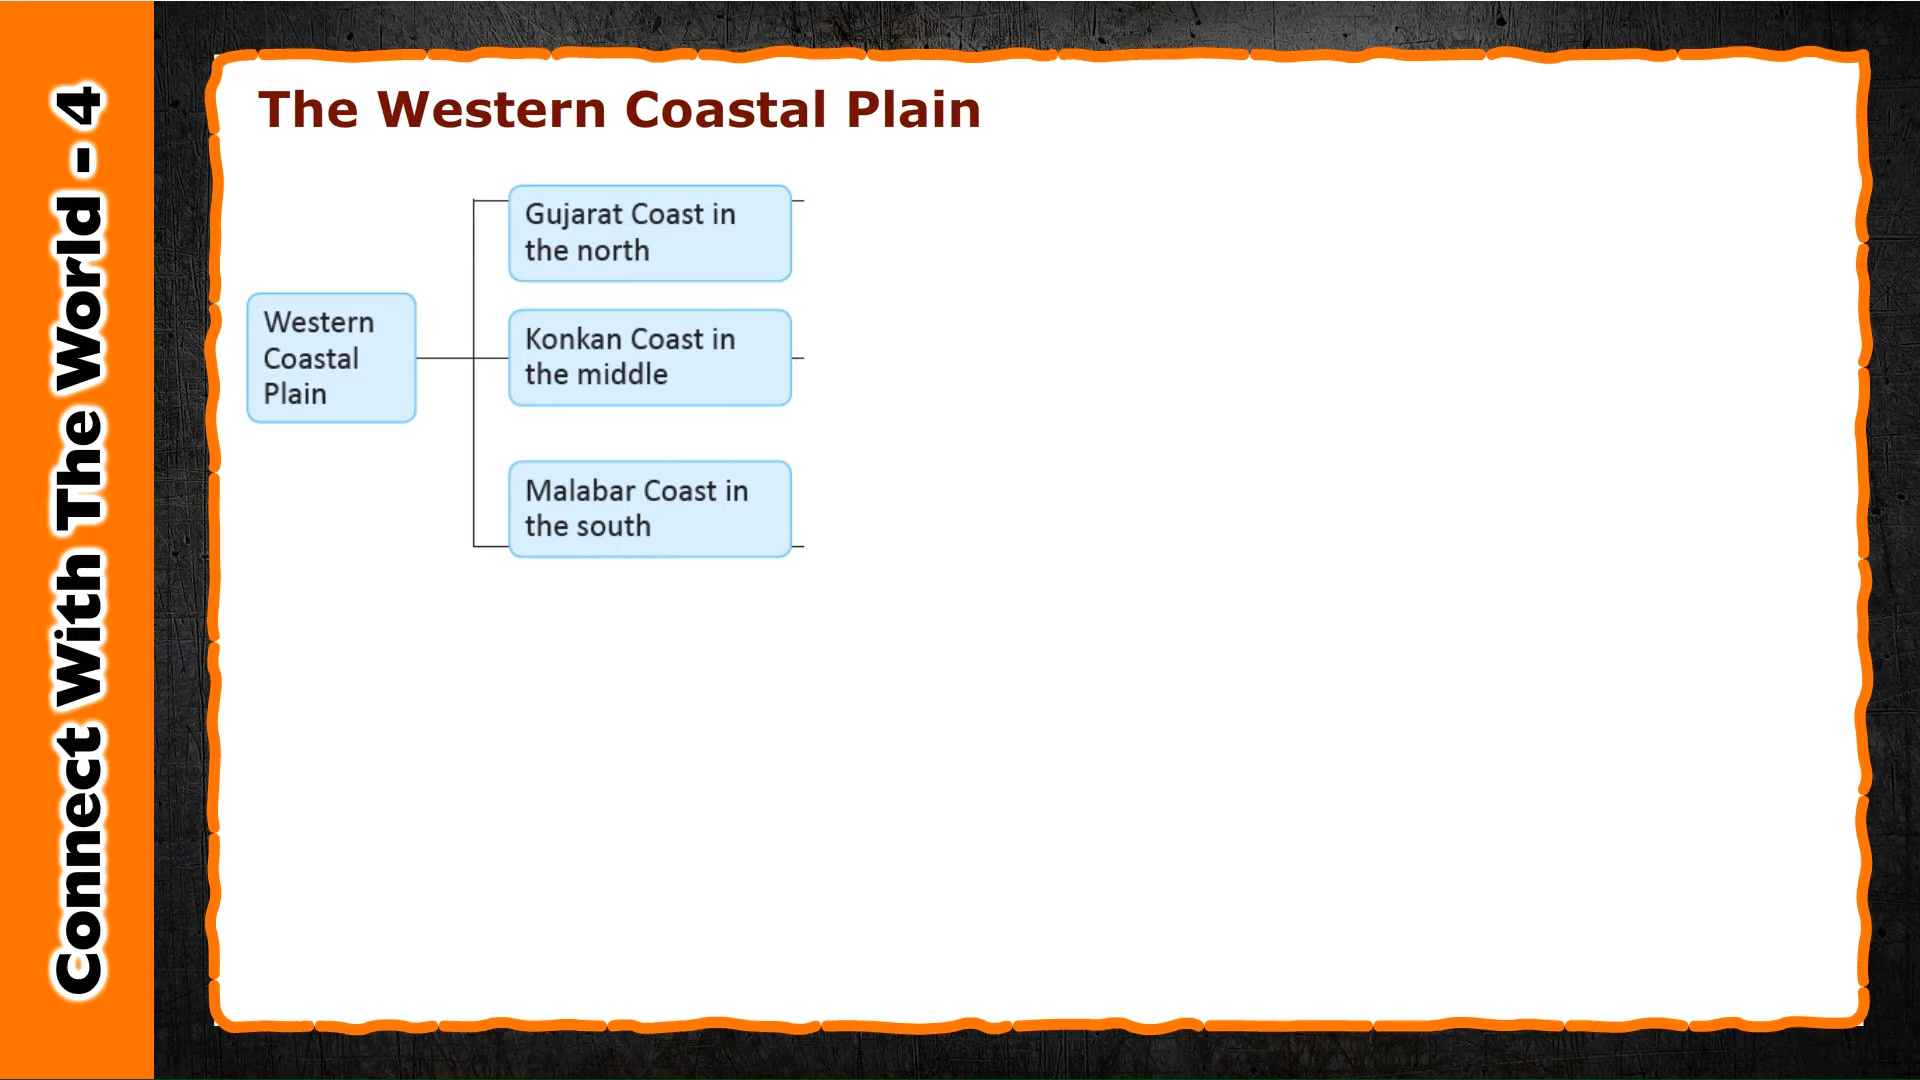 Connect With The World - 4
The Western Coastal Plain
Western
Coastal
Plain
Gujarat Coast in
the north
Konkan Coast in
the middle
Malabar Coast in
the south